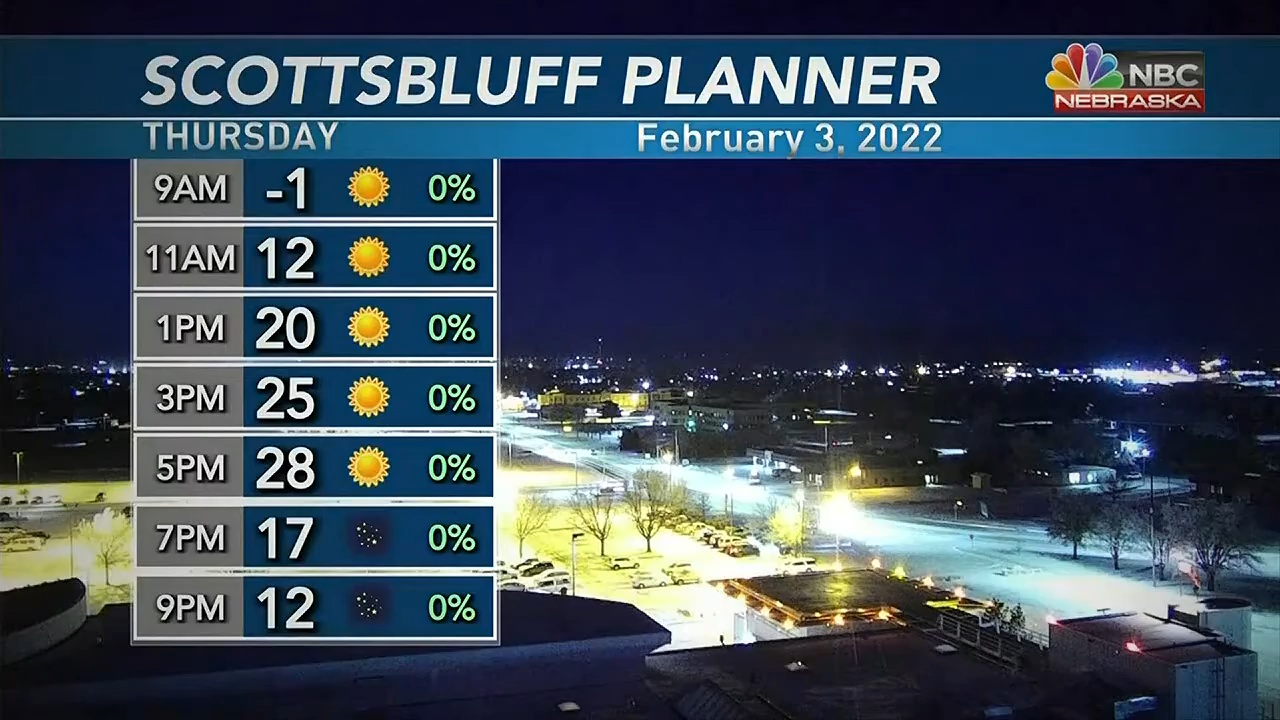 SCOTTSBLUFF PLANNER
NBC
NEBRASKA
THURSDAY February 3, 2022
9AM -1 0%
11AM 12 0%
1PM 20 0%
3PM 25 0%
5PM 28 0%
7PM 17 0%
9PM 12 0%